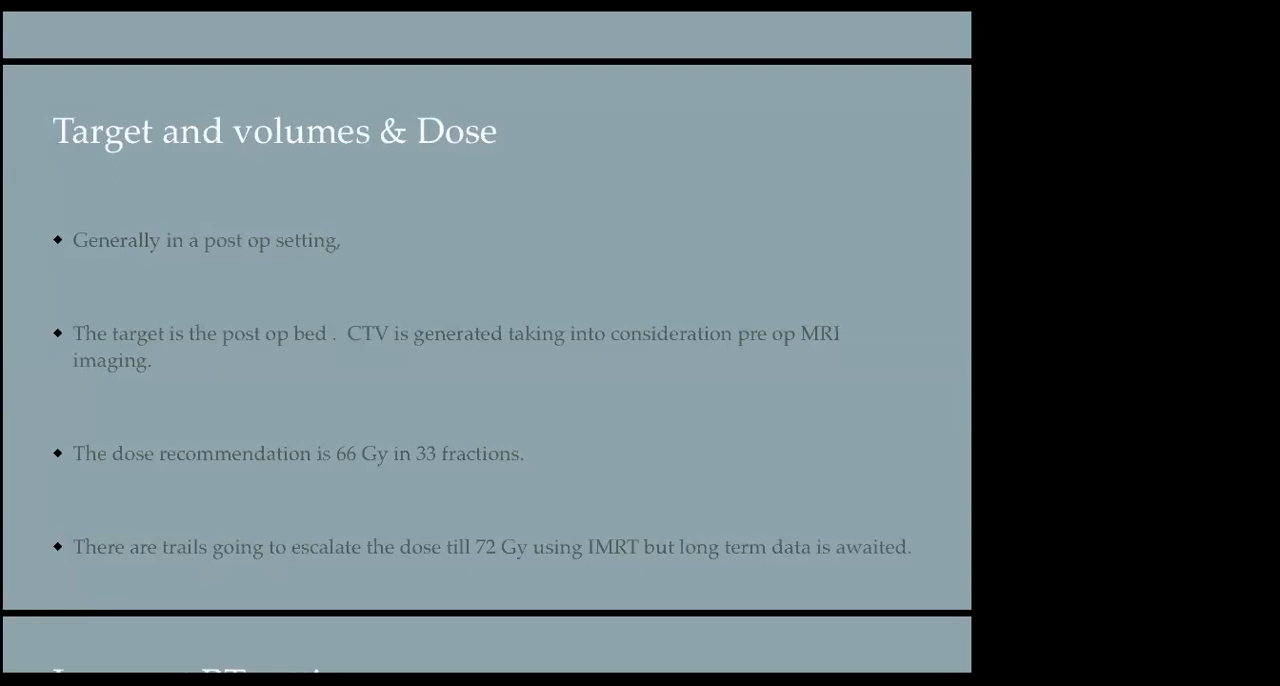 Target and volumes & Dose
Generally in a post op setting,
The target is the post op bed .  CTV is generated taking into consideration pre op MRI
imaging.
The dose recommendation is 66 Gy in 33 fractions.
There are trails going to escalate the dose till 72 Gy using IMRT but long term data is awaited.